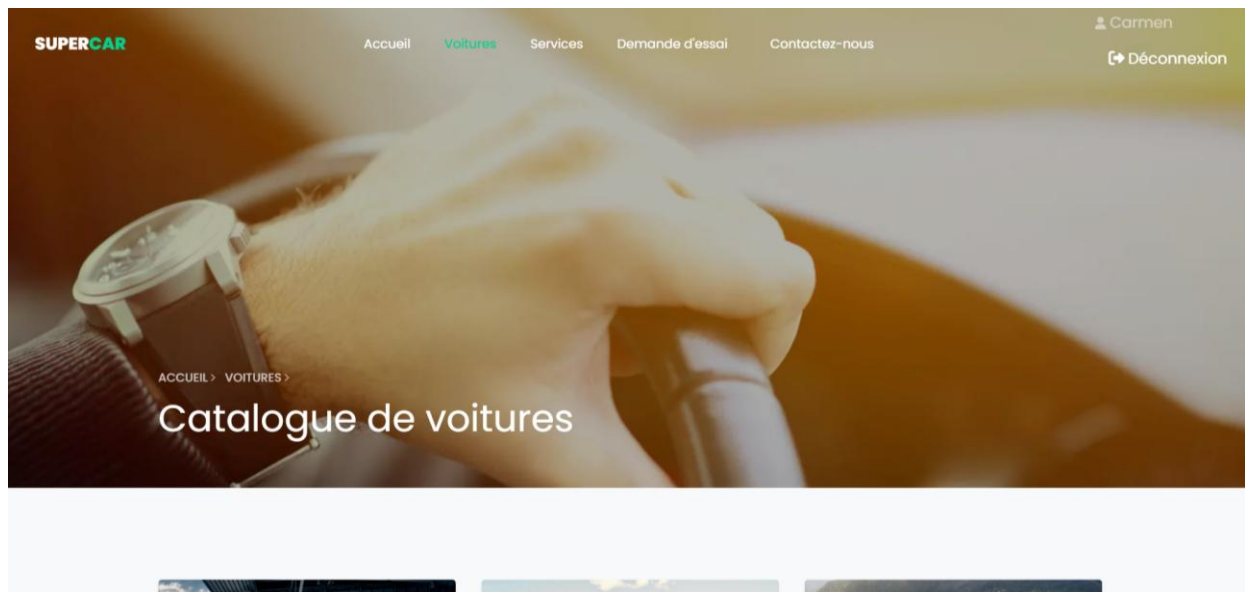 SUPERCAR
Accueil Voitures Services Demande d'essai Contactez-nous
Carmen
Déconnexion
ACCUEIL> VOITURES>
Catalogue de voitures